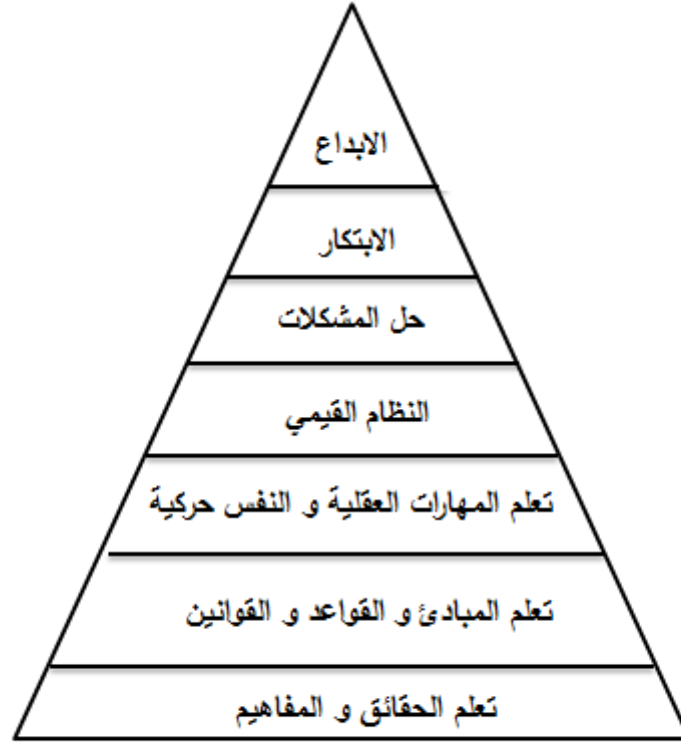 الابداع
الابتكار
حل المشكلات
النظام القيمي
تعلم المهارات العقلية و النفس حركية
تعلم المبادئ و القواعد و القوانين
تعلم الحقائق و المفاهيم